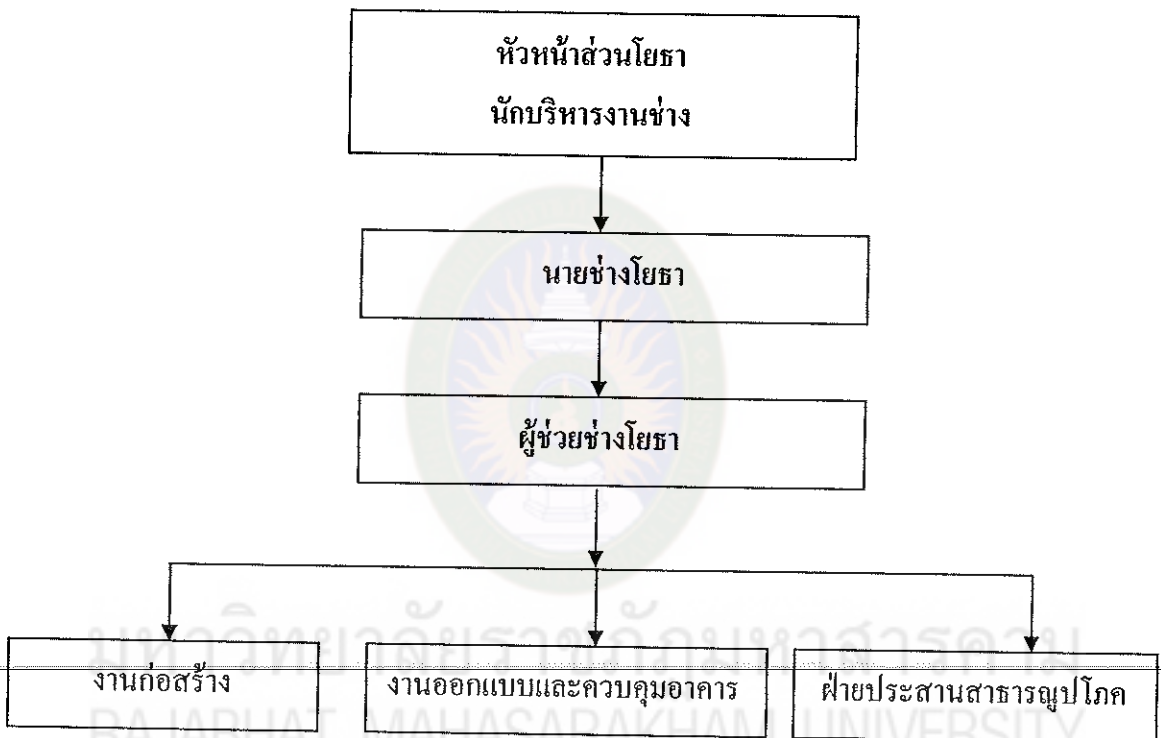 หัวหน้าส่วนโยธา
นักบริหารงานช่าง
นายช่างโยธา
ผู้ช่วยช่างโยธา
งานก่อสร้าง
งานออกแบบและควบคุมอาคาร
ฝ่ายประสานสาธารณูปโภค
มหาวิทยาลัยราชภัฏมหาสารคาม
RAJABHAT MAHASARAKHAM UNIVERSITY